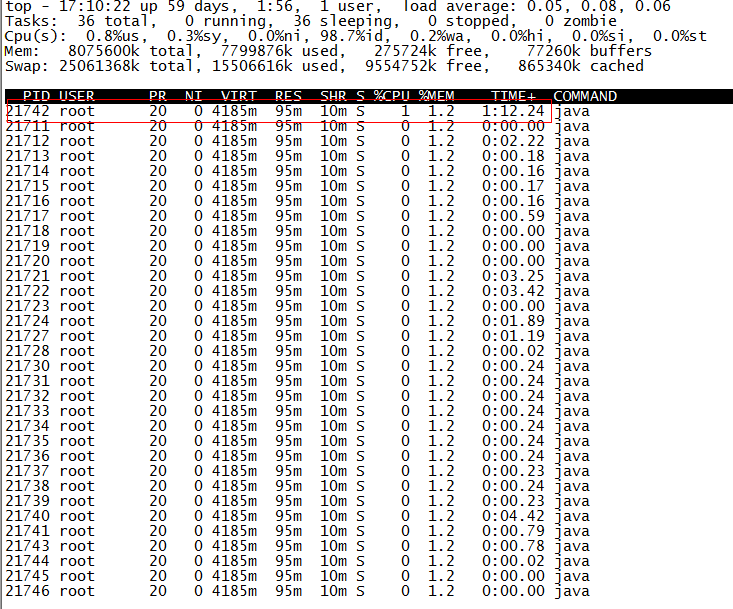 top - 17:10:22 up 59 days,  1:56,  1 user,  load average: 0.05, 0.08, 0.06
Tasks:  36 total,   0 running,  36 sleeping,   0 stopped,   0 zombie
Cpu(s):  0.8%us,  0.3%sy,  0.0%ni, 98.7%id,  0.2%wa,  0.0%hi,  0.0%si,  0.0%st
Mem:   8075600k total,  7799876k used,   275724k free,    77260k buffers
Swap: 25061368k total, 15506616k used,  9554752k free,   865340k cached
  PID USER      PR  NI  VIRT  RES  SHR S %CPU %MEM    TIME+  COMMAND
21742 root      20   0 4185m  95m  10m S    1  1.2   1:12.24 java
21711 root      20   0 4185m  95m  10m S    0  1.2   0:00.00 java
21712 root      20   0 4185m  95m  10m S    0  1.2   0:02.22 java
21713 root      20   0 4185m  95m  10m S    0  1.2   0:00.18 java
21714 root      20   0 4185m  95m  10m S    0  1.2   0:00.16 java
21715 root      20   0 4185m  95m  10m S    0  1.2   0:00.17 java
21716 root      20   0 4185m  95m  10m S    0  1.2   0:00.16 java
21717 root      20   0 4185m  95m  10m S    0  1.2   0:00.59 java
21718 root      20   0 4185m  95m  10m S    0  1.2   0:00.00 java
21719 root      20   0 4185m  95m  10m S    0  1.2   0:00.00 java
21720 root      20   0 4185m  95m  10m S    0  1.2   0:00.00 java
21721 root      20   0 4185m  95m  10m S    0  1.2   0:03.25 java
21722 root      20   0 4185m  95m  10m S    0  1.2   0:03.42 java
21723 root      20   0 4185m  95m  10m S    0  1.2   0:00.00 java
21724 root      20   0 4185m  95m  10m S    0  1.2   0:01.89 java
21727 root      20   0 4185m  95m  10m S    0  1.2   0:01.19 java
21728 root      20   0 4185m  95m  10m S    0  1.2   0:00.02 java
21730 root      20   0 4185m  95m  10m S    0  1.2   0:00.24 java
21731 root      20   0 4185m  95m  10m S    0  1.2   0:00.24 java
21732 root      20   0 4185m  95m  10m S    0  1.2   0:00.24 java
21733 root      20   0 4185m  95m  10m S    0  1.2   0:00.24 java
21734 root      20   0 4185m  95m  10m S    0  1.2   0:00.24 java
21735 root      20   0 4185m  95m  10m S    0  1.2   0:00.24 java
21736 root      20   0 4185m  95m  10m S    0  1.2   0:00.24 java
21737 root      20   0 4185m  95m  10m S    0  1.2   0:00.23 java
21738 root      20   0 4185m  95m  10m S    0  1.2   0:00.24 java
21739 root      20   0 4185m  95m  10m S    0  1.2   0:00.23 java
21740 root      20   0 4185m  95m  10m S    0  1.2   0:04.42 java
21741 root      20   0 4185m  95m  10m S    0  1.2   0:00.79 java
21743 root      20   0 4185m  95m  10m S    0  1.2   0:00.78 java
21744 root      20   0 4185m  95m  10m S    0  1.2   0:00.02 java
21745 root      20   0 4185m  95m  10m S    0  1.2   0:00.00 java
21746 root      20   0 4185m  95m  10m S    0  1.2   0:00.00 java